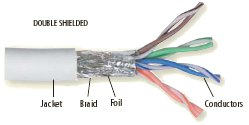 DOUBLE SHIELDED
Jacket Braid Foil Conductors